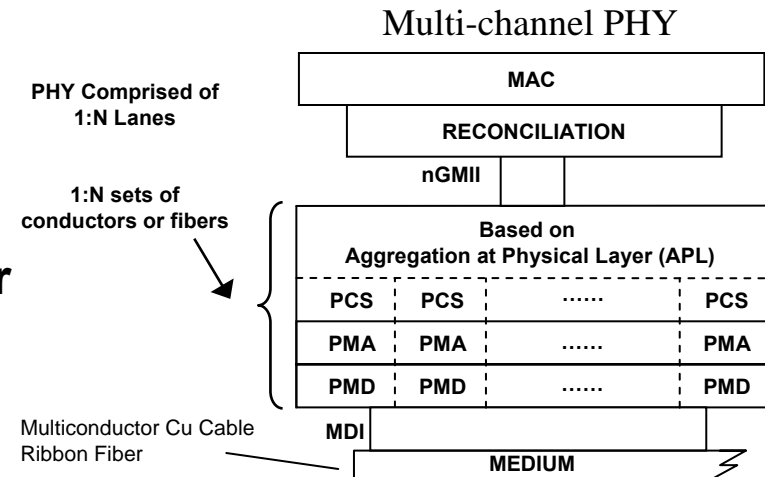 Multi-channel PHY
MAC
PHY Comprised of
1:N Lanes
RECONCILIATION
nGMII
1:N sets of
conductors or fibers
Based on
Aggregation at Physical Layer (APL)
r
PCS PCS ...... PCS
PMA PMA ...... PMA
PMD PMD ...... PMD
Multiconductor Cu Cable
Ribbon Fiber
MDI
MEDIUM